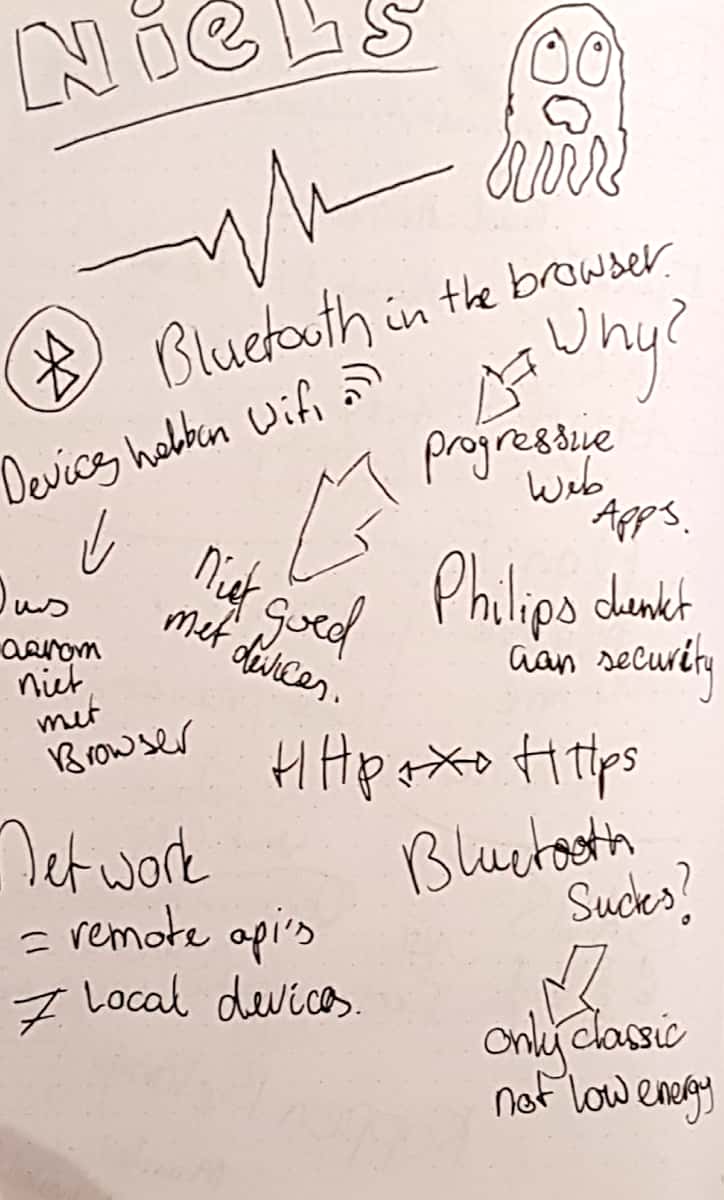 NieLs
Bluetooth in the browser.
Why?
Devices hebben Wifi
progressive
Web
Apps.
Niet goed
met devices.
Philips denkt
aan security
Dus
waarom
niet
met
Browser
HTTp HTTps
Network
= remote api's
≠ Local devices.
Bluetooth
Sucks?
only classic
not low energy